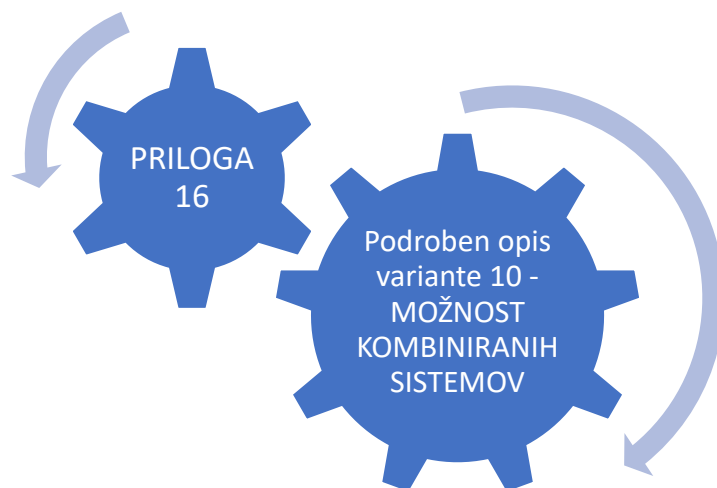 PRILOGA
16
Podroben opis
variante 10 -
MOŽNOST
KOMBINIRANIH
SISTEMOV